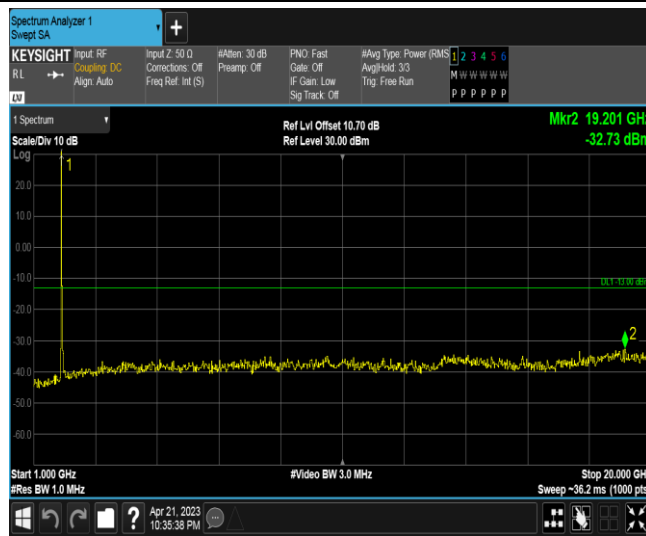 Spectrum Analyzer 1
Swept SA
+
KEYSIGHT
RL
LXI
Input: RF
Coupling: DC
Align: Auto
Input Z: 50 Ω
Corrections: Off
Freq Ref: Int (S)
#Atten: 30 dB
Preamp: Off
PNO: Fast
Gate: Off
IF Gain: Low
Sig Track: Off
#Avg Type: Power (RMS
Avg|Hold: 3/3
Trig: Free Run
1 2 3 4 5 6
M W W W W W
P P P P P P
1 Spectrum
Scale/Div 10 dB
Log
Ref Lvl Offset 10.70 dB
Ref Level 30.00 dBm
Mkr2 19.201 GH
-32.73 dBm
1
20.0
10.0
0.00
-10.0
DL1 -13.00 dBm
-20.0
-30.0
2
-40.0
-50.0
-60.0
Start 1.000 GHz
#Res BW 1.0 MHz
#Video BW 3.0 MHz
Stop 20.000 GH
Sweep ~36.2 ms (1000 pts
?
Apr 21, 2023
10:35:38 PM